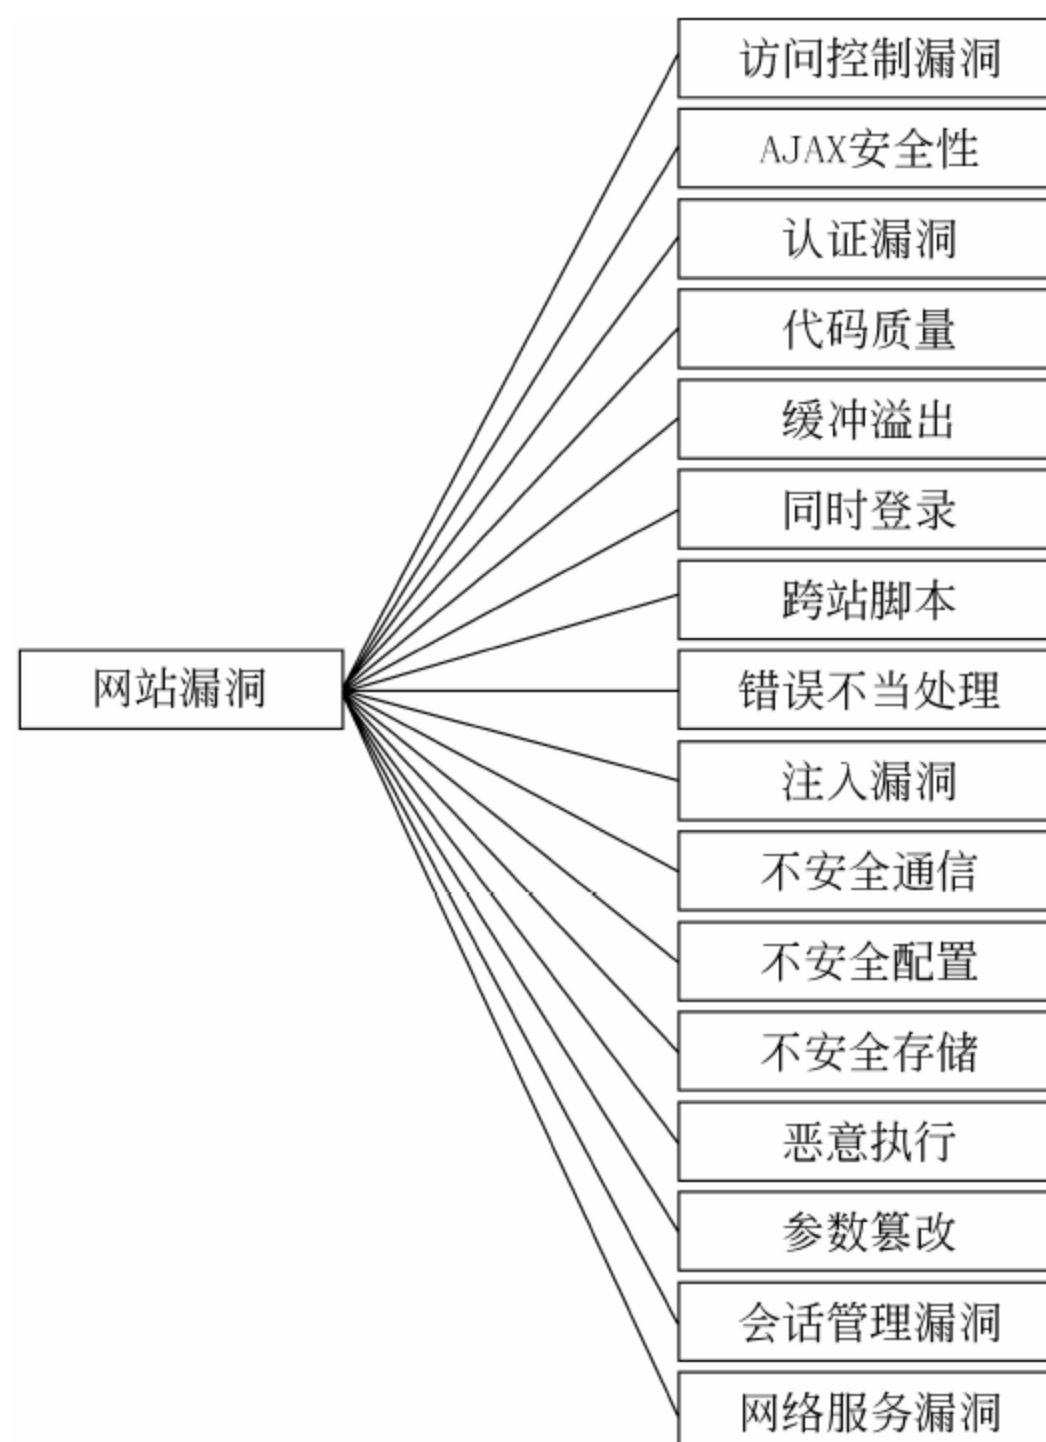 访问控制漏洞
AJAX安全性
认证漏洞
代码质量
缓冲溢出
同时登录
跨站脚本
网站漏洞
错误不当处理
注入漏洞
不安全通信
不安全配置
不安全存储
恶意执行
参数篡改
会话管理漏洞
网络服务漏洞